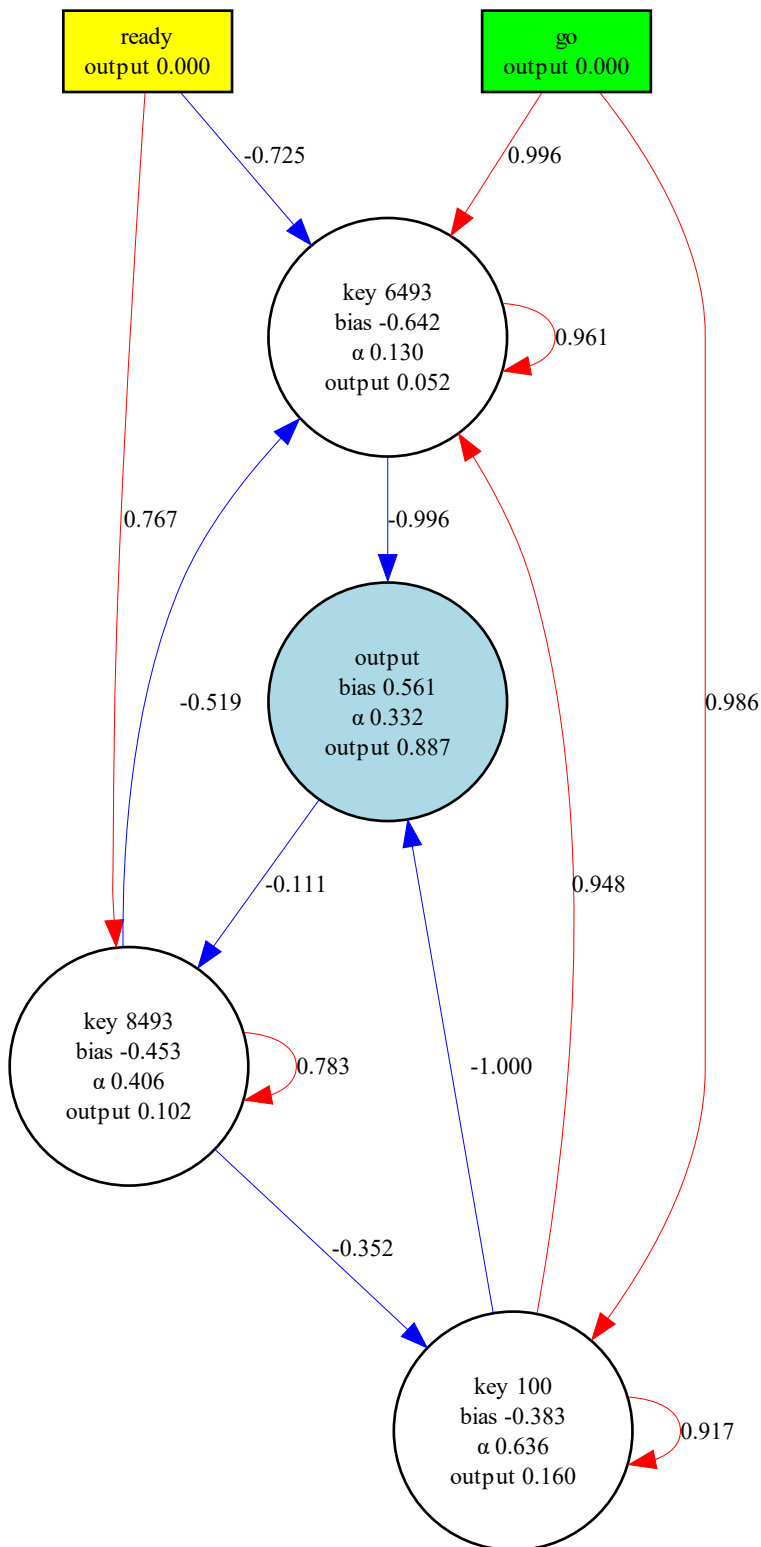 ready
output 0.000
go
output 0.000
-0.725
0.996
key 6493
bias -0.642
α 0.130
output 0.052
0.961
0.767
-0.996
-0.519
output
bias 0.561
α 0.332
output 0.887
0.986
-0.111
0.948
key 8493
bias -0.453
α 0.406
output 0.102
0.783
-1.000
-0.352
key 100
bias -0.383
α 0.636
output 0.160
0.917